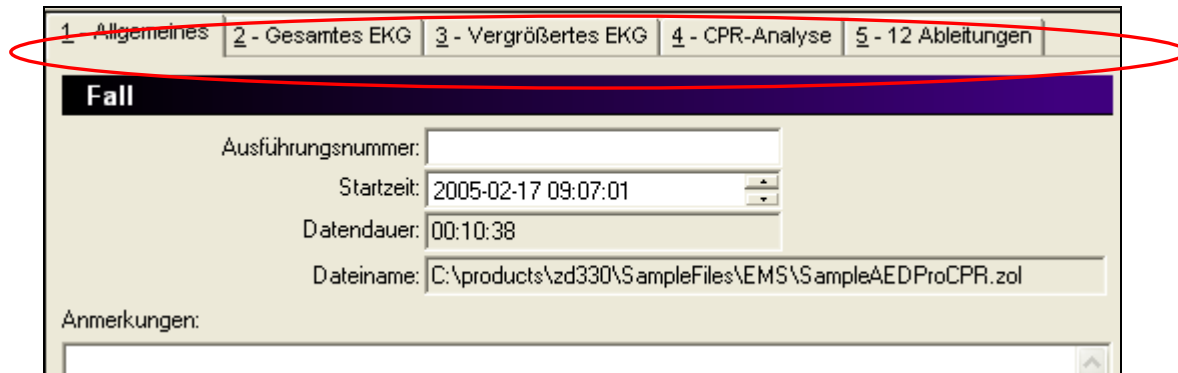 1 - Allgemeines 2 - Gesamtes EKG 3 - Vergrößertes EKG 4 - CPR-Analyse 5 - 12 Ableitungen
Fall
Ausführungsnummer:
Startzeit: 2005-02-17 09:07:01
Datendauer: 00:10:38
Dateiname: C:\products\zd330\SampleFiles\EMS\SampleAEDProCPR.zol
Anmerkungen: